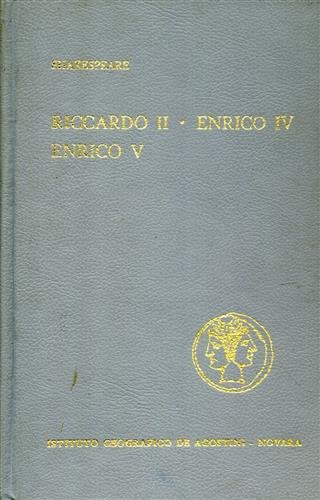 SHAKESPEARE
RICCARDO II · ENRICO IV
ENRICO V
ISTITUTO GEOGRAFICO DE AGOSTINI - NOVARA